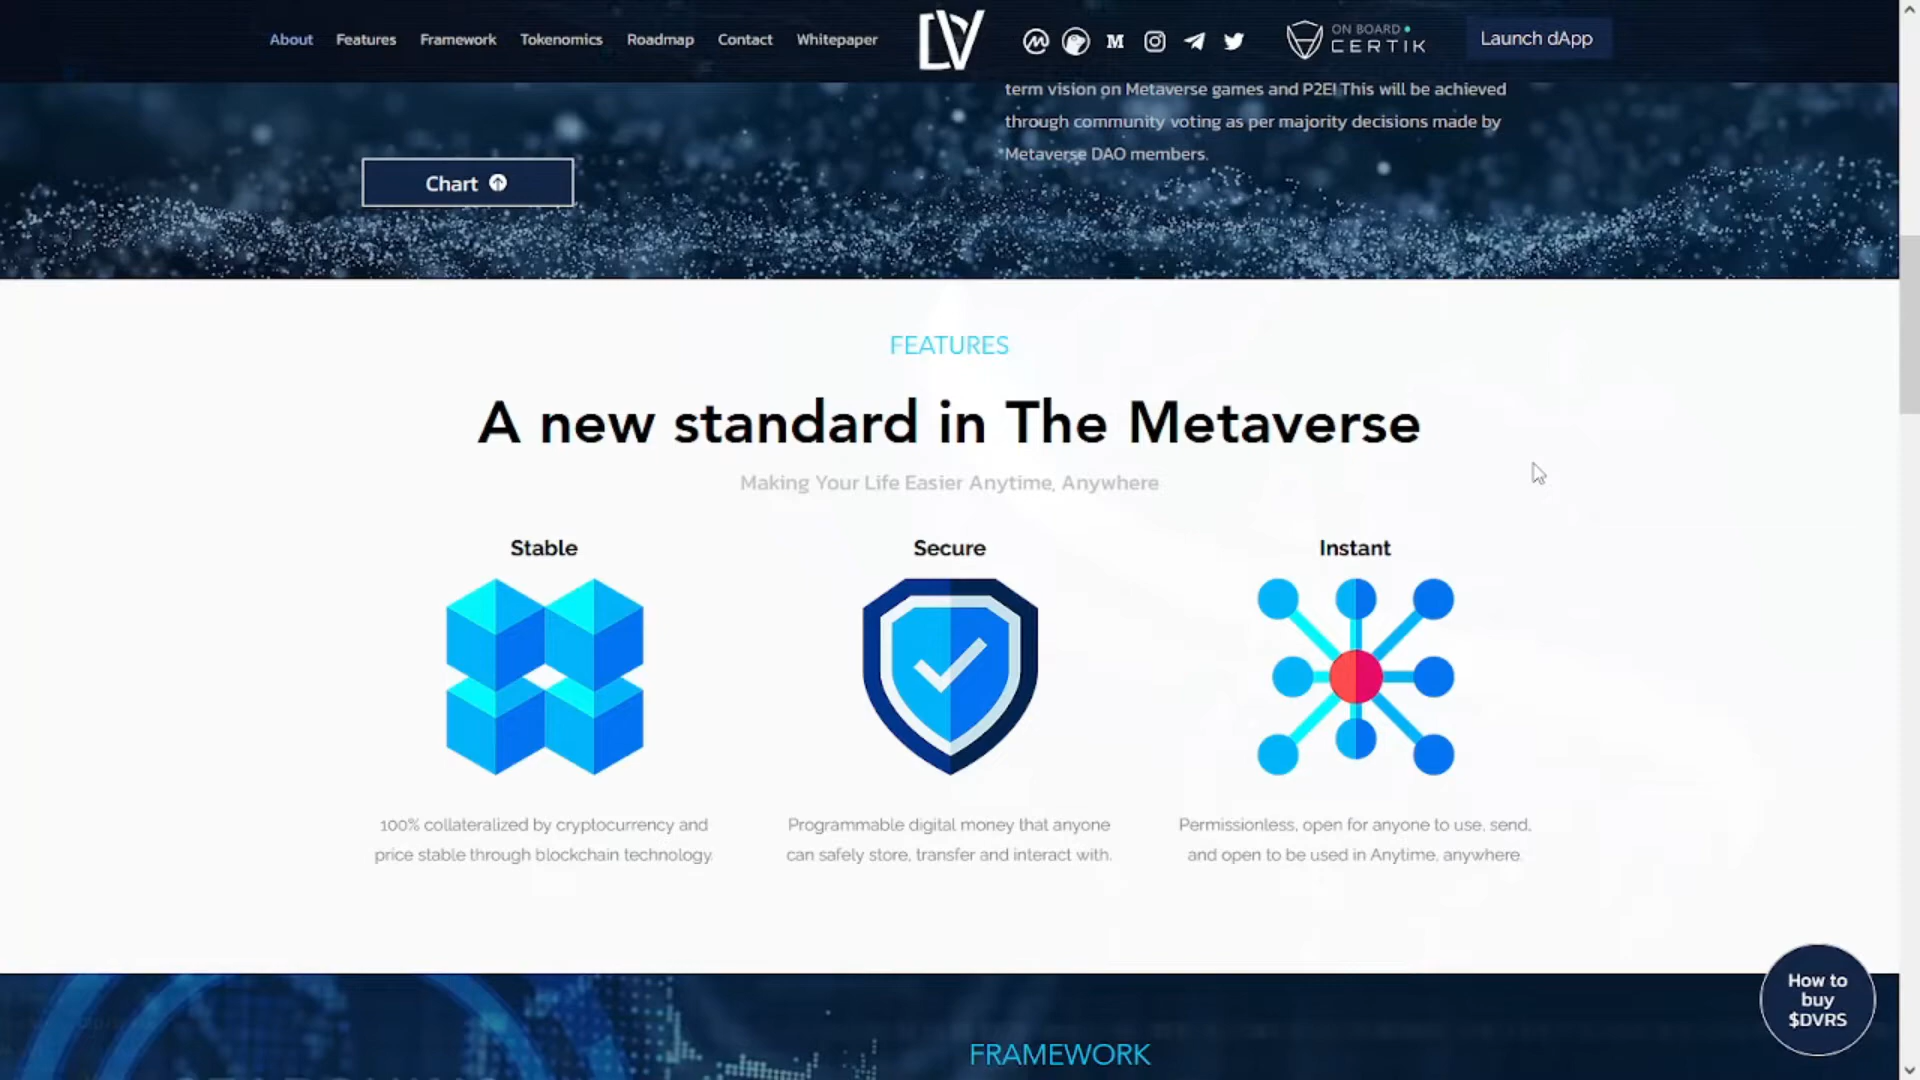 About Features Framework Tokenomics Roadmap Contact Whitepaper DV ON BOARD CERTIK Launch dApp
term vision on Metaverse games and P2E! This will be achieved
through community voting as per majority decisions made by
Metaverse DAO members.
Chart
FEATURES
A new standard in The Metaverse
Making Your Life Easier Anytime, Anywhere
Stable
100% collateralized by cryptocurrency and
price stable through blockchain technology.
Secure
Programmable digital money that anyone
can safely store, transfer and interact with.
Instant
Permissionless, open for anyone to use, send,
and open to be used in Anytime, anywhere.
How to
buy
$DVRS
FRAMEWORK